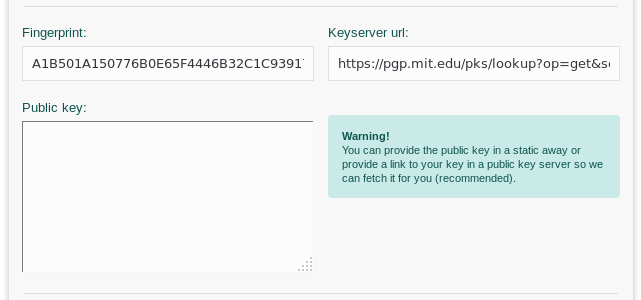 Fingerprint:
Keyserver url:
A1B501A150776B0E65F4446B32C1C9391
https://pgp.mit.edu/pks/lookup?op=get&s
Public key:
Warning!
You can provide the public key in a static away or
provide a link to your key in a public key server so we
can fetch it for you (recommended).